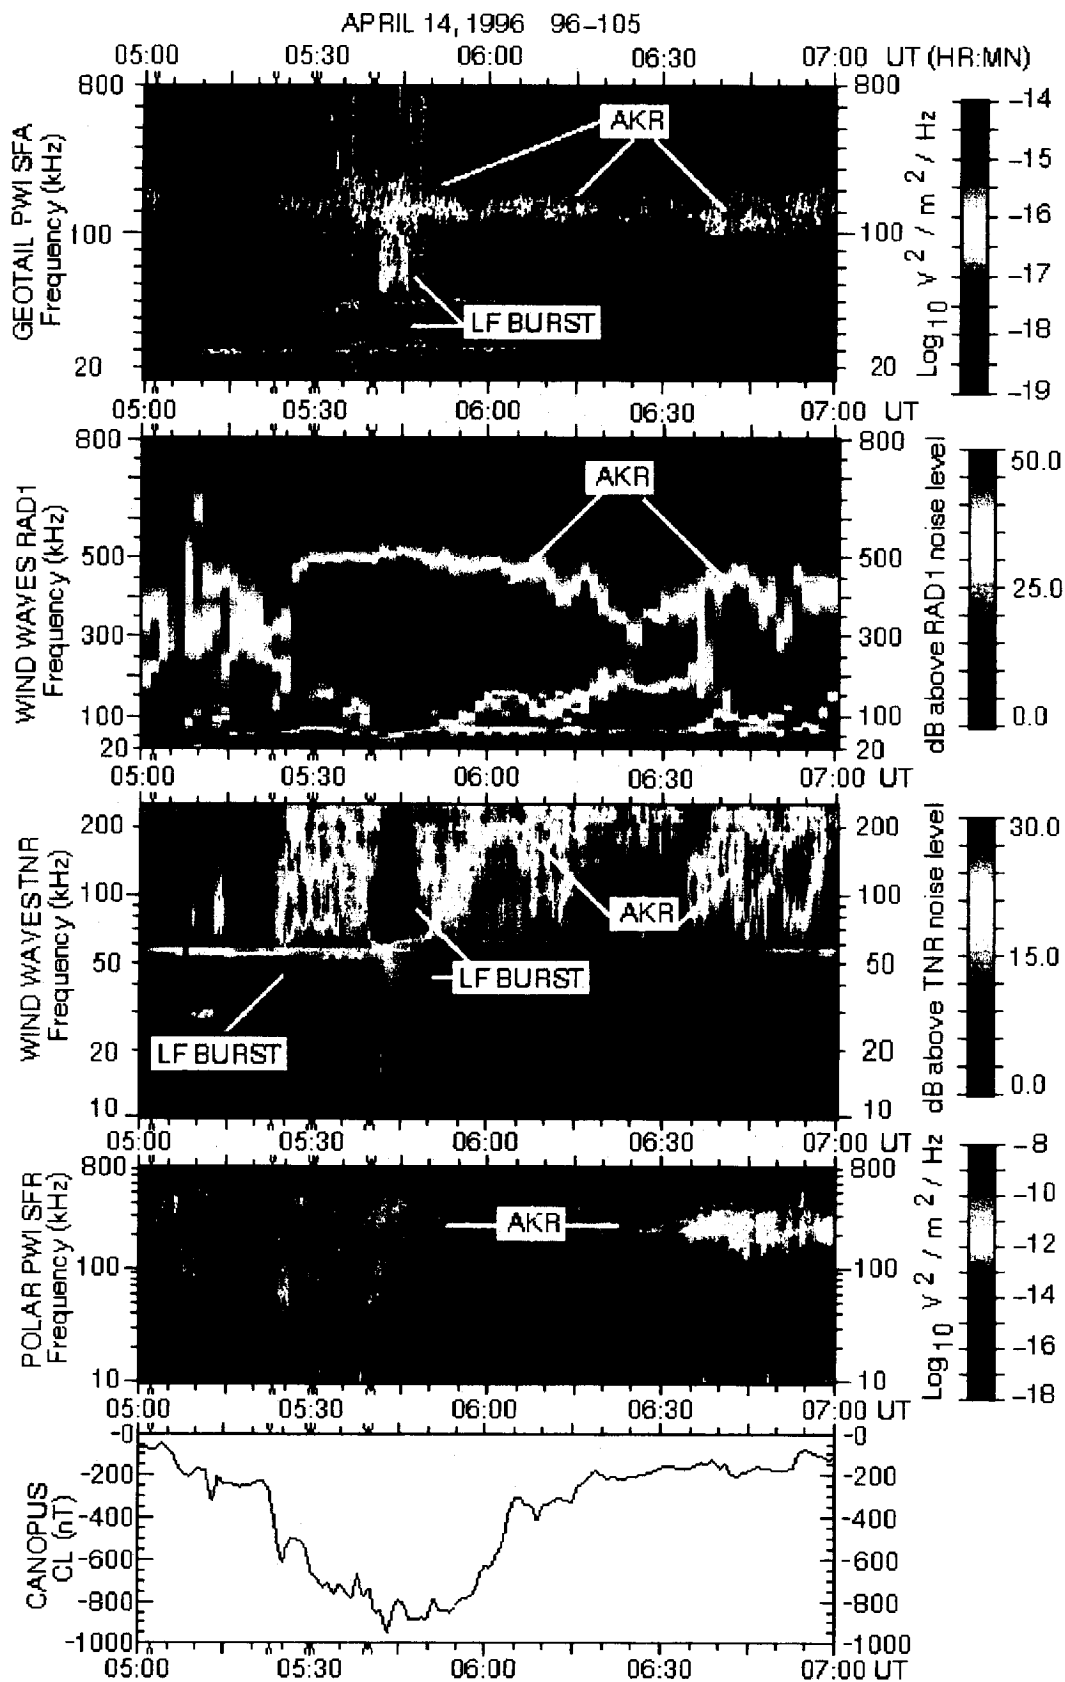 APRIL 14, 1996 96-105
05:00 05:30 06:00 06:30 07:00 UT (HR:MN)
GEOTAIL PWI SFA
Frequency (kHz)
800 800
100 100
20 20
AKR
LF BURST
Log10 V2 / m2 / Hz
-14
-15
-16
-17
-18
-19
05:00 05:30 06:00 06:30 07:00 UT
WIND WAVES RAD1
Frequency (kHz)
800 800
500 500
300 300
100 100
20 20
AKR
dB above RAD1 noise level
50.0
25.0
0.0
05:00 05:30 06:00 06:30 07:00 UT
WIND WAVES TNR
Frequency (kHz)
200 200
100 100
50 50
20 20
10 10
AKR
LF BURST
LF BURST
dB above TNR noise level
30.0
15.0
0.0
05:00 05:30 06:00 06:30 07:00 UT
POLAR PWI SFR
Frequency (kHz)
800 800
100 100
10 10
AKR
Log10 V2 / m2 / Hz
-8
-10
-12
-14
-16
-18
05:00 05:30 06:00 06:30 07:00 UT
CANOPUS
CL (nT)
-0 -0
-200 -200
-400 -400
-600 -600
-800 -800
-1000 -1000
05:00 05:30 06:00 06:30 07:00 UT